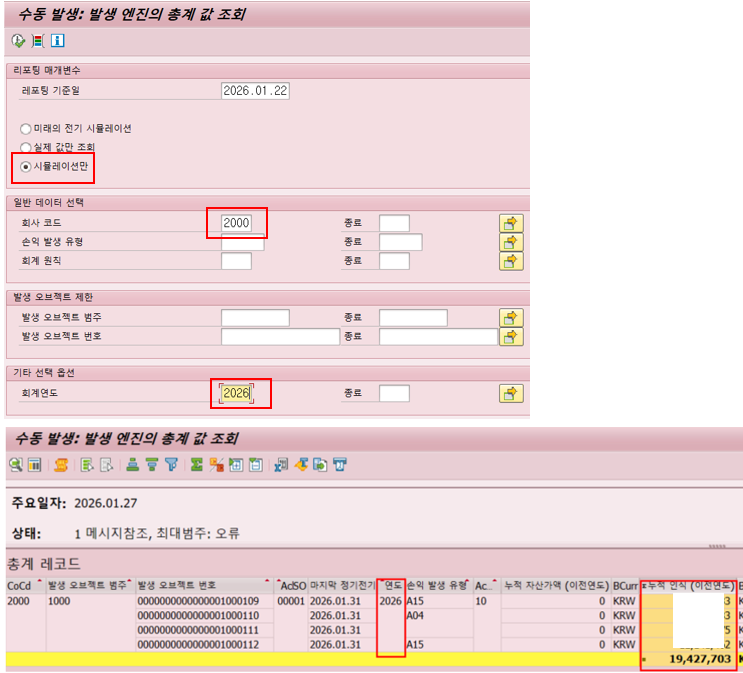 수동 발생: 발생 엔진의 총계 값 조회
리포팅 매개변수
레포팅 기준일 2026.01.22
미래의 전기 시뮬레이션
실제 값만 조회
시뮬레이션만
일반 데이터 선택
회사 코드 2000 종료
손익 발생 유형 종료
회계 원칙 종료
발생 오브젝트 제한
발생 오브젝트 범주 종료
발생 오브젝트 번호 종료
기타 선택 옵션
회계연도 2026 종료
수동 발생: 발생 엔진의 총계 값 조회
주요일자: 2026.01.27
상태: 1 메시지참조, 최대범주: 오류
총계 레코드
CoCd 발생 오브젝트 범주 발생 오브젝트 번호 AdSO 마지막 정기전기 연도 손익 발생 유형 Ac... 누적 자산가액 (이전연도) BCurr 누적 인식 (이전연도)
2000 1000 0000000000000001000109 00001 2026.01.31 2026 A15 10 0 KRW 3
0000000000000001000110 2026.01.31 A04 0 KRW 3
0000000000000001000111 2026.01.31 0 KRW 5
0000000000000001000112 2026.01.31 A15 0 KRW 2
19,427,703